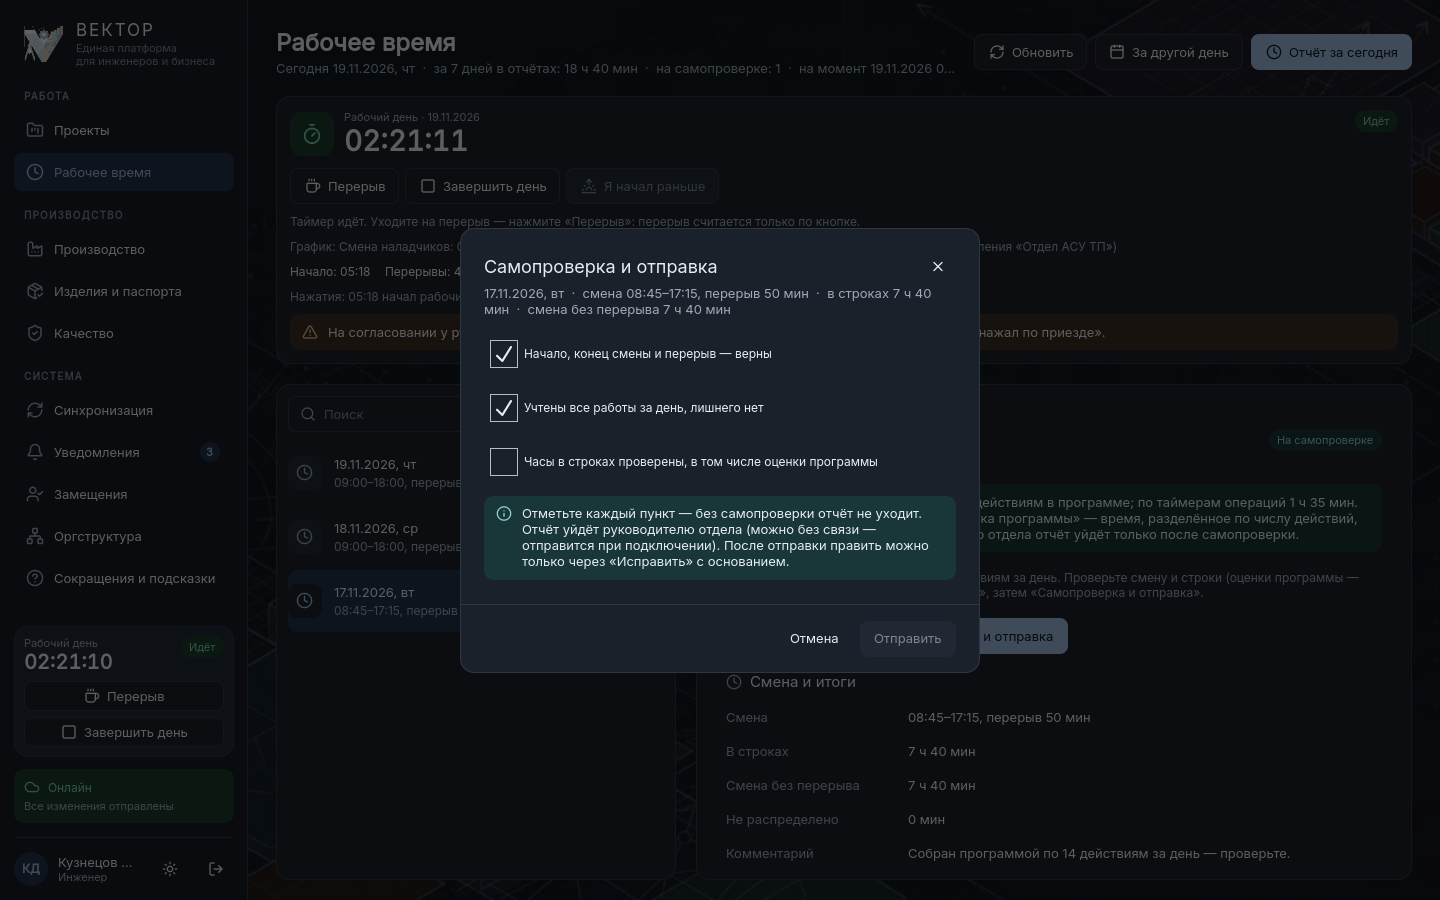 ВЕКТОР
Единая платформа
для инженеров и бизнеса
РАБОТА
Проекты
Рабочее время
ПРОИЗВОДСТВО
Производство
Изделия и паспорта
Качество
СИСТЕМА
Синхронизация
Уведомления 3
Замещения
Оргструктура
Сокращения и подсказки
Рабочий день Идёт
02:21:10
Перерыв
Завершить день
Онлайн
Все изменения отправлены
КД Кузнецов ...
Инженер
Рабочее время
Сегодня 19.11.2026, чт · за 7 дней в отчётах: 18 ч 40 мин · на самопроверке: 1 · на момент 19.11.2026 0...
Обновить За другой день Отчёт за сегодня
Рабочий день · 19.11.2026 Идёт
02:21:11
Перерыв Завершить день Я начал раньше
Таймер идёт. Уходите на перерыв — нажмите «Перерыв»: перерыв считается только по кнопке.
График: Смена наладчиков: ления «Отдел АСУ ТП»)
Начало: 05:18 Перерывы: 4
Нажатия: 05:18 начал рабочи
На согласовании у р нажал по приезде».
Поиск
19.11.2026, чт
09:00–18:00, перерыв
18.11.2026, ср
09:00–18:00, перерыв
17.11.2026, вт
08:45–17:15, перерыв
Самопроверка и отправка
17.11.2026, вт · смена 08:45–17:15, перерыв 50 мин · в строках 7 ч 40
мин · смена без перерыва 7 ч 40 мин
Начало, конец смены и перерыв — верны
Учтены все работы за день, лишнего нет
Часы в строках проверены, в том числе оценки программы
Отметьте каждый пункт — без самопроверки отчёт не уходит.
Отчёт уйдёт руководителю отдела (можно без связи —
отправится при подключении). После отправки править можно
только через «Исправить» с основанием.
Отмена Отправить
На самопроверке
действиям в программе; по таймерам операций 1 ч 35 мин.
ка программы» — время, разделённое по числу действий,
о отдела отчёт уйдёт только после самопроверки.
виям за день. Проверьте смену и строки (оценки программы —
», затем «Самопроверка и отправка».
и отправка
Смена и итоги
Смена 08:45–17:15, перерыв 50 мин
В строках 7 ч 40 мин
Смена без перерыва 7 ч 40 мин
Не распределено 0 мин
Комментарий Собран программой по 14 действиям за день — проверьте.